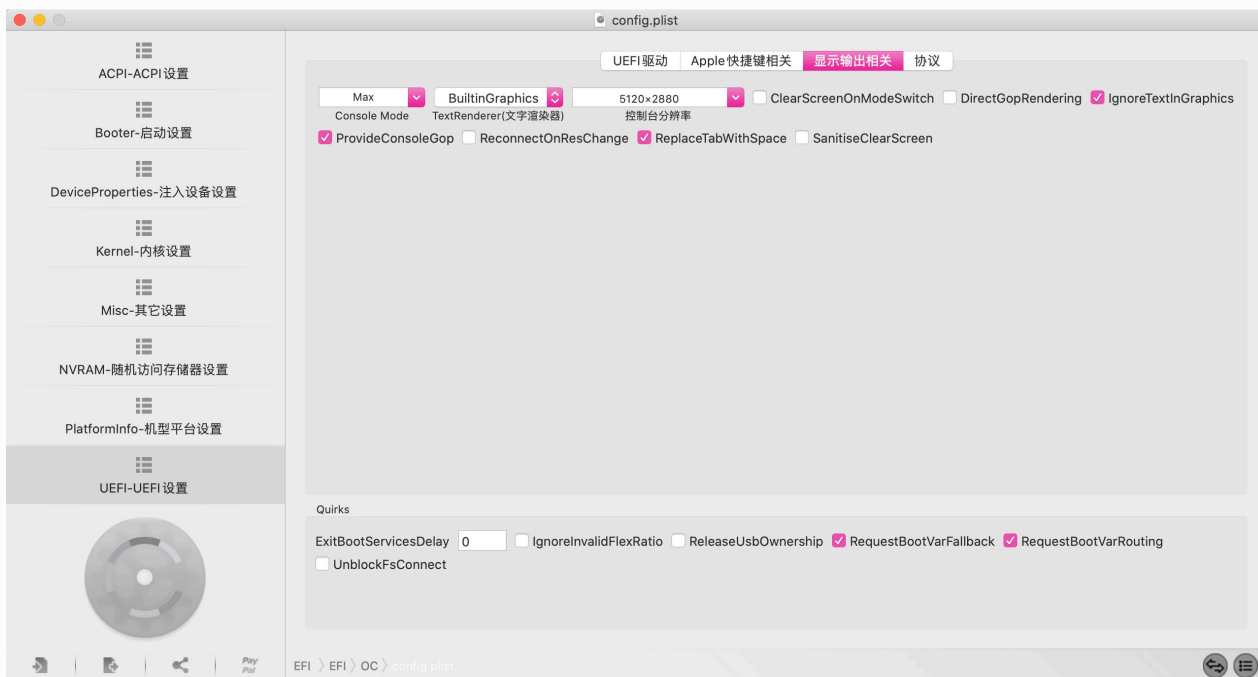 config.plist
ACPI-ACPI设置
Booter-启动设置
DeviceProperties-注入设备设置
Kernel-内核设置
Misc-其它设置
NVRAM-随机访问存储器设置
PlatformInfo-机型平台设置
UEFI-UEFI设置
Pay
Pal
UEFI驱动 Apple快捷键相关 显示输出相关 协议
Max BuiltinGraphics 5120×2880 ClearScreenOnModeSwitch DirectGopRendering IgnoreTextInGraphics
Console Mode TextRenderer(文字渲染器) 控制台分辨率
ProvideConsoleGop ReconnectOnResChange ReplaceTabWithSpace SanitiseClearScreen
Quirks
ExitBootServicesDelay 0 IgnoreInvalidFlexRatio ReleaseUsbOwnership RequestBootVarFallback RequestBootVarRouting
UnblockFsConnect
EFI 〉 EFI 〉 OC 〉 config.plist